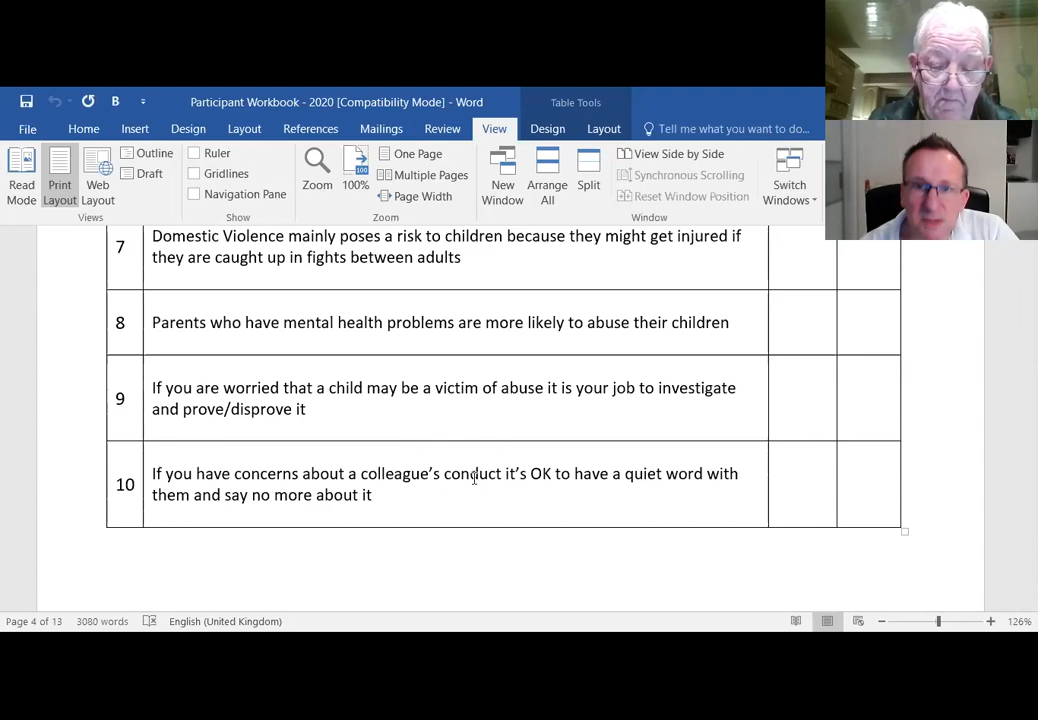 Participant Workbook - 2020 [Compatibility Mode] - Word
Table Tools
File Home Insert Design Layout References Mailings Review View Design Layout Tell me what you want to do...
Read Mode
Print Layout
Web Layout
Outline
Draft
Views
Ruler
Gridlines
Navigation Pane
Show
Zoom
100%
One Page
Multiple Pages
Page Width
Zoom
New Window
Arrange All
Split
View Side by Side
Synchronous Scrolling
Reset Window Position
Window
Switch Windows
7 Domestic Violence mainly poses a risk to children because they might get injured if
they are caught up in fights between adults
8 Parents who have mental health problems are more likely to abuse their children
9 If you are worried that a child may be a victim of abuse it is your job to investigate
and prove/disprove it
10 If you have concerns about a colleague’s conduct it’s OK to have a quiet word with
them and say no more about it
Page 4 of 13 3080 words English (United Kingdom) 126%